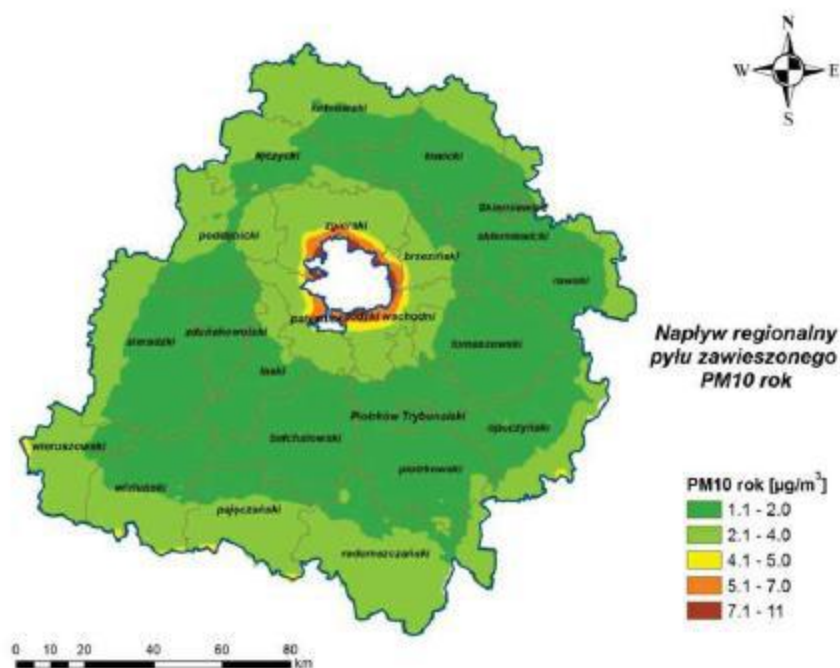 N
W E
S
kutnowski
łęczycki
łowicki
Skierniewice
skierniewicki
zgierski
poddębicki
brzeziński
rawski
pabianicki łódzki wschodni
sieradzki
zduńskowolski
łaski
tomaszowski
Napływ regionalny
pyłu zawieszonego
PM10 rok
Piotrków Trybunalski
wieruszowski
bełchatowski
opoczyński
piotrkowski
wieluński
pajęczański
radomszczański
PM10 rok [µg/m³]
1.1 - 2.0
2.1 - 4.0
4.1 - 5.0
5.1 - 7.0
7.1 - 11
0 10 20 40 60 80
km